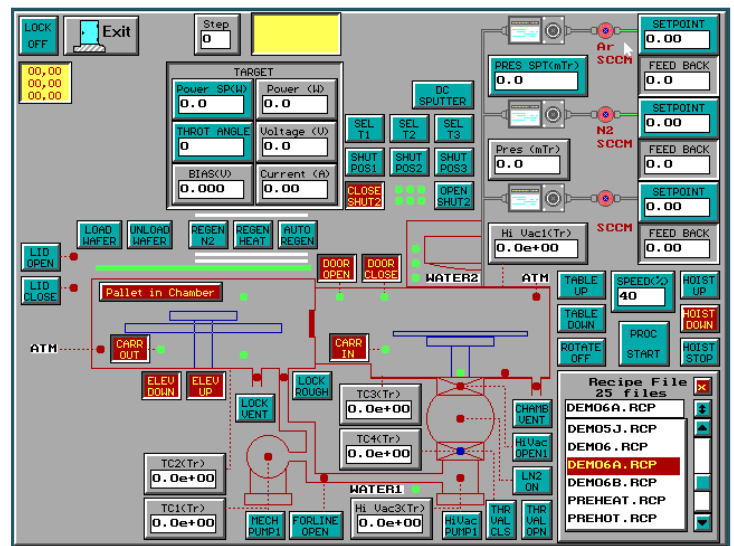 LOCK
OFF
Exit
Step
0
00,00
00,00
00,00
TARGET
Power SP(W)
0.0
Power (W)
0.0
THROT ANGLE
0
Voltage (V)
0.0
BIAS(V)
0.000
Current (A)
0.00
DC
SPUTTER
SEL
T1
SEL
T2
SEL
T3
SHUT
POS1
SHUT
POS2
SHUT
POS3
CLOSE
SHUT2
OPEN
SHUT2
Ar
SCCM
SETPOINT
0.00
FEED BACK
0.00
PRES SPT(mTr)
0.0
N2
SCCM
SETPOINT
0.00
FEED BACK
0.00
Pres (mTr)
0.0
SCCM
SETPOINT
0.00
FEED BACK
0.00
Hi Vac1(Tr)
0.0e+00
LOAD
WAFER
UNLOAD
WAFER
REGEN
N2
REGEN
HEAT
AUTO
REGEN
LID
OPEN
LID
CLOSE
DOOR
OPEN
DOOR
CLOSE
WATER2
ATM
TABLE
UP
SPEED(%)
40
HOIST
UP
TABLE
DOWN
HOIST
DOWN
PROC
START
ROTATE
OFF
HOIST
STOP
Pallet in Chamber
ATM
CARR
OUT
CARR
IN
ELEV
DOWN
ELEV
UP
LOCK
VENT
LOCK
ROUGH
TC3(Tr)
0.0e+00
TC4(Tr)
0.0e+00
CHAMB
VENT
HiVac
OPEN1
LN2
ON
TC2(Tr)
0.0e+00
TC1(Tr)
0.0e+00
MECH
PUMP1
FORLINE
OPEN
WATER1
Hi Vac3(Tr)
0.0e+00
HiVac
PUMP1
THR
VAL
CLS
THR
VAL
OPN
Recipe File
25 files
DEMO6A.RCP
DEMO5J.RCP
DEMO6.RCP
DEMO6A.RCP
DEMO6B.RCP
PREHEAT.RCP
PREHOT.RCP